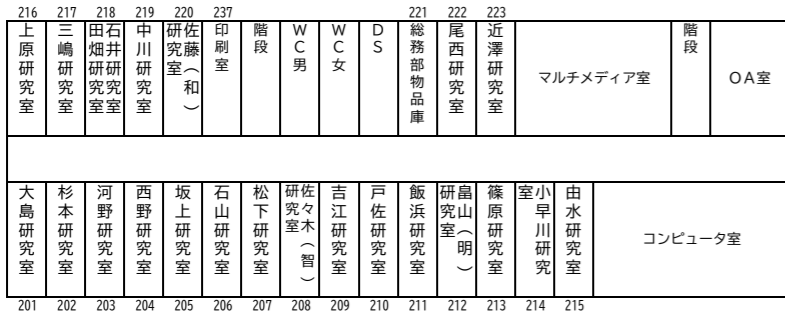 216 217 218 219 220 237 221 222 223
上原研究室
三嶋研究室
石井研究室
田畑研究室
中川研究室
佐藤(和)
研究室
印刷室
階段
WC男
WC女
DS
総務部物品庫
尾西研究室
近澤研究室
マルチメディア室
階段
OA室
大島研究室
杉本研究室
河野研究室
西野研究室
坂上研究室
石山研究室
松下研究室
佐々木(智)
研究室
吉江研究室
戸佐研究室
飯浜研究室
畠山(明)
研究室
篠原研究室
小早川研究
室
由水研究室
コンピュータ室
201 202 203 204 205 206 207 208 209 210 211 212 213 214 215